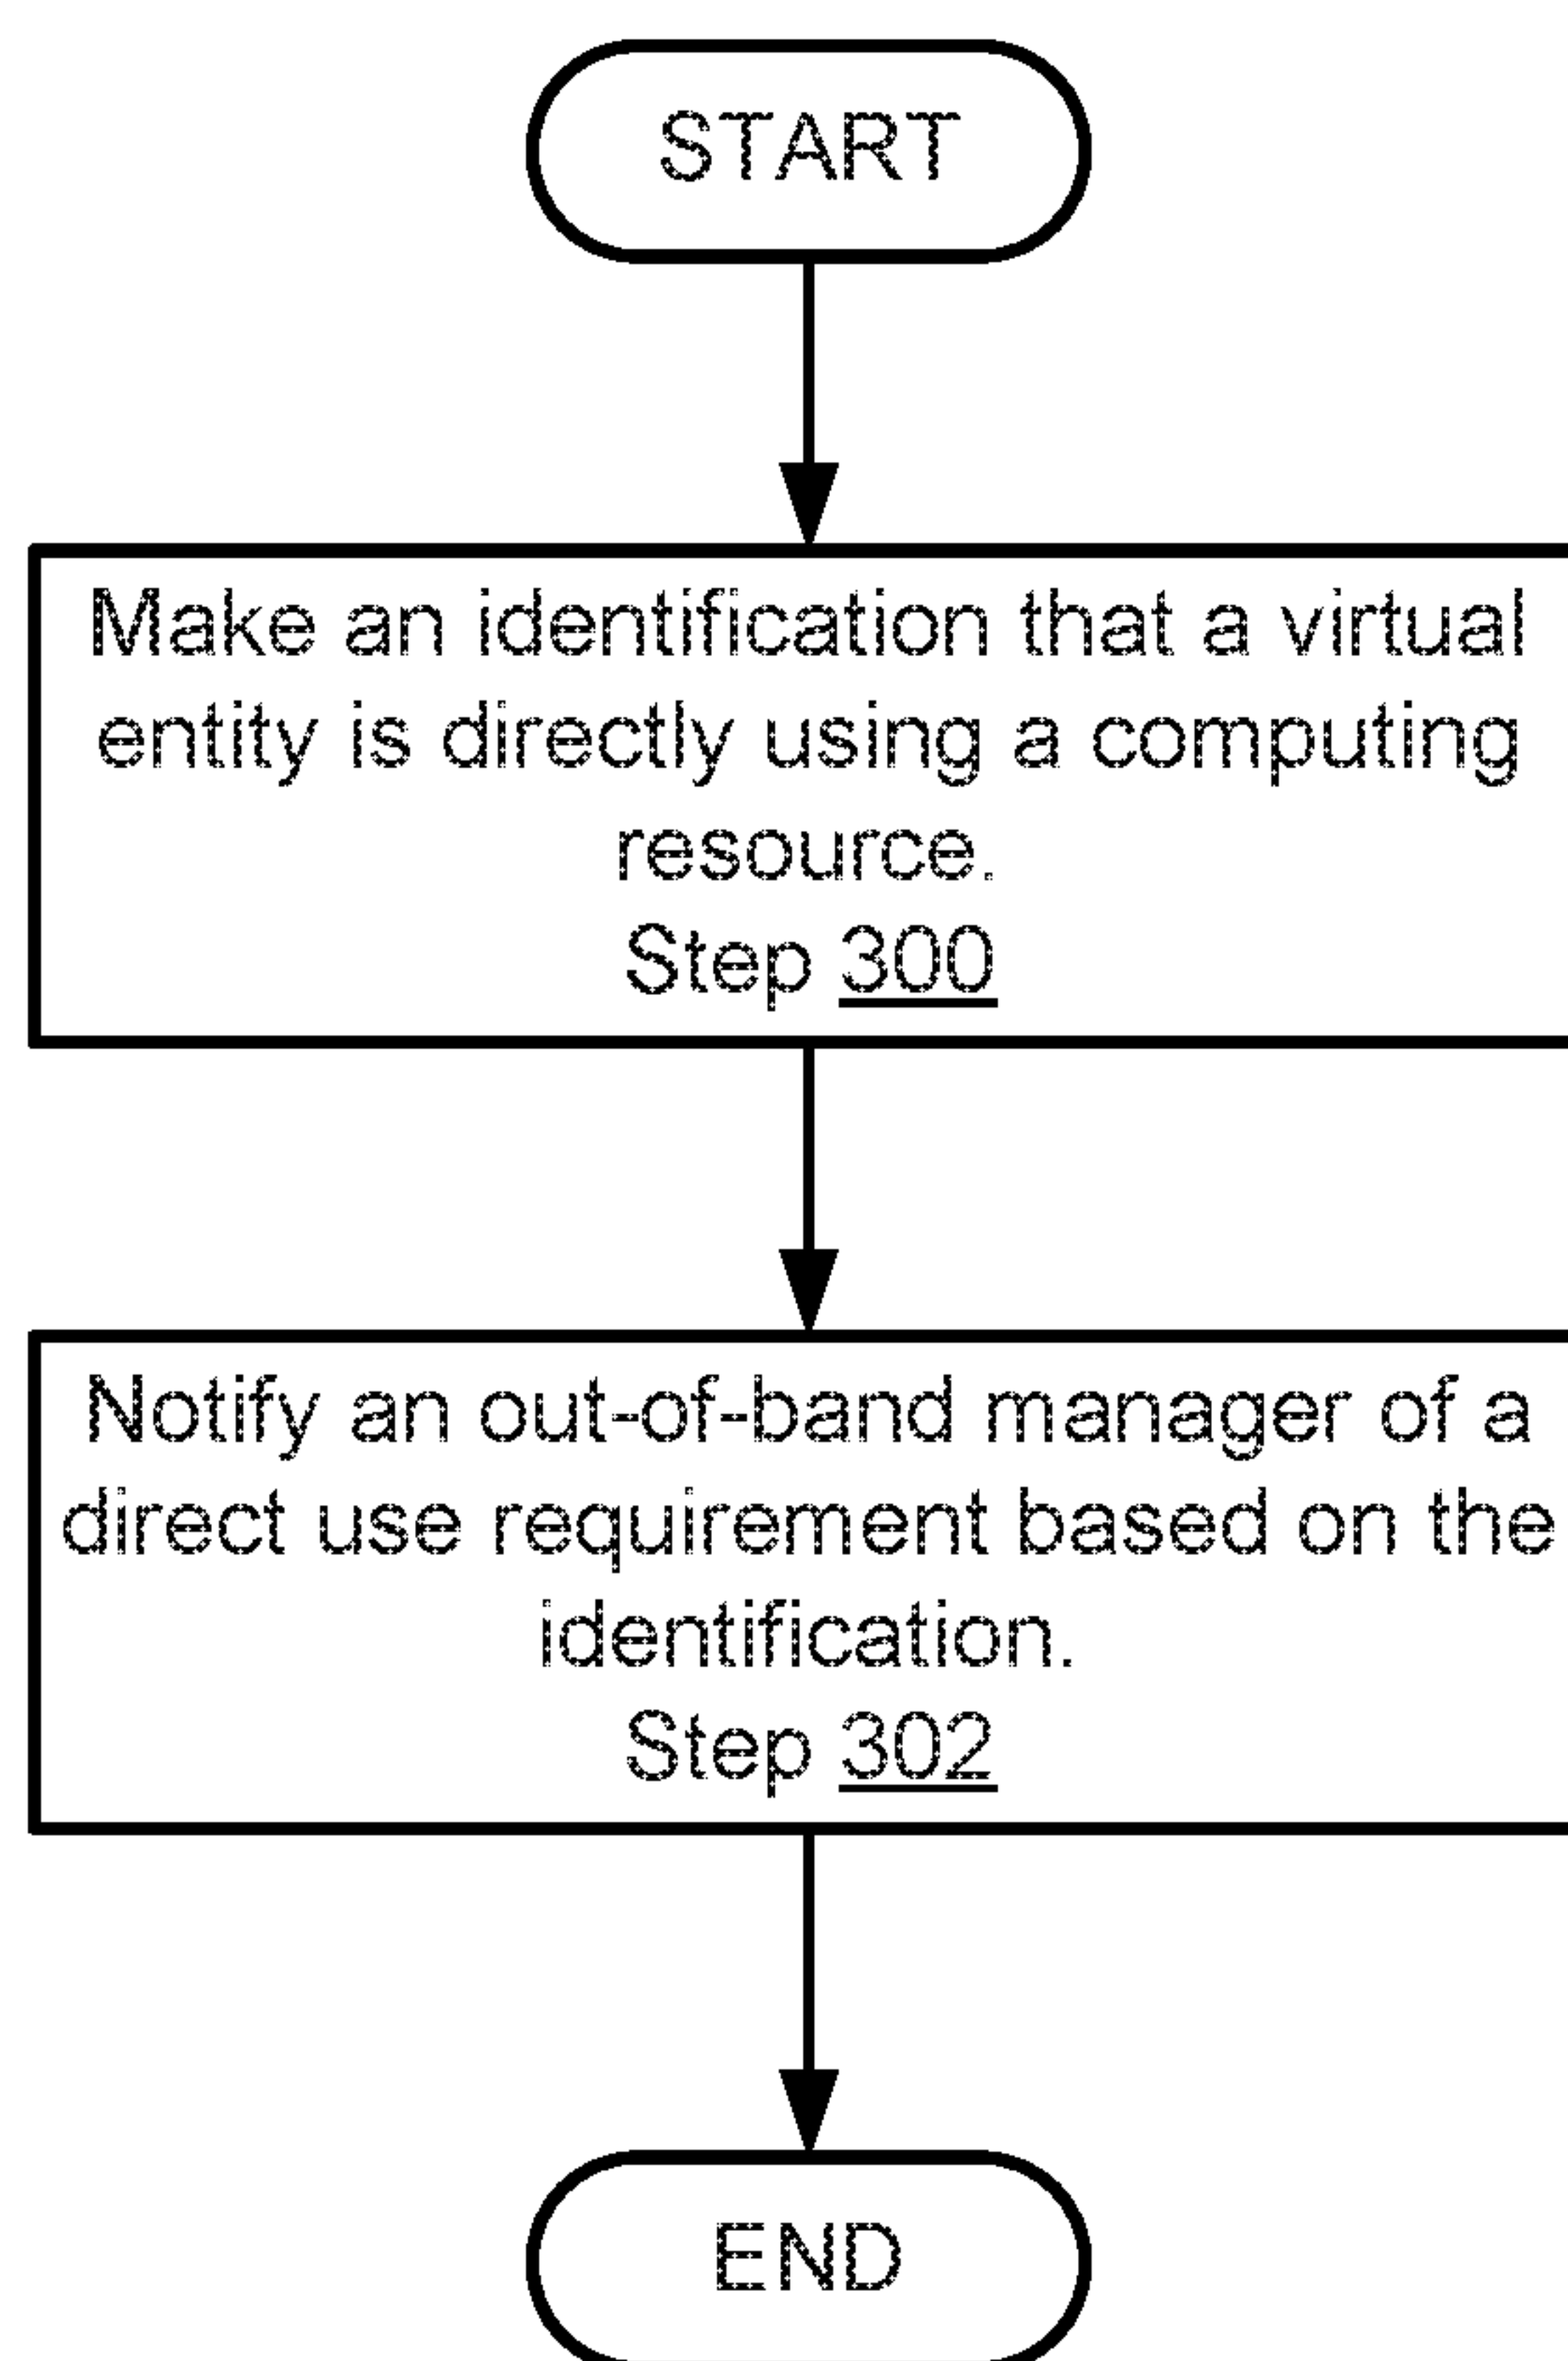 START
Make an identification that a virtual
entity is directly using a computing
resource.
Step 300
Notify an out-of-band manager of a
direct use requirement based on the
identification.
Step 302
END